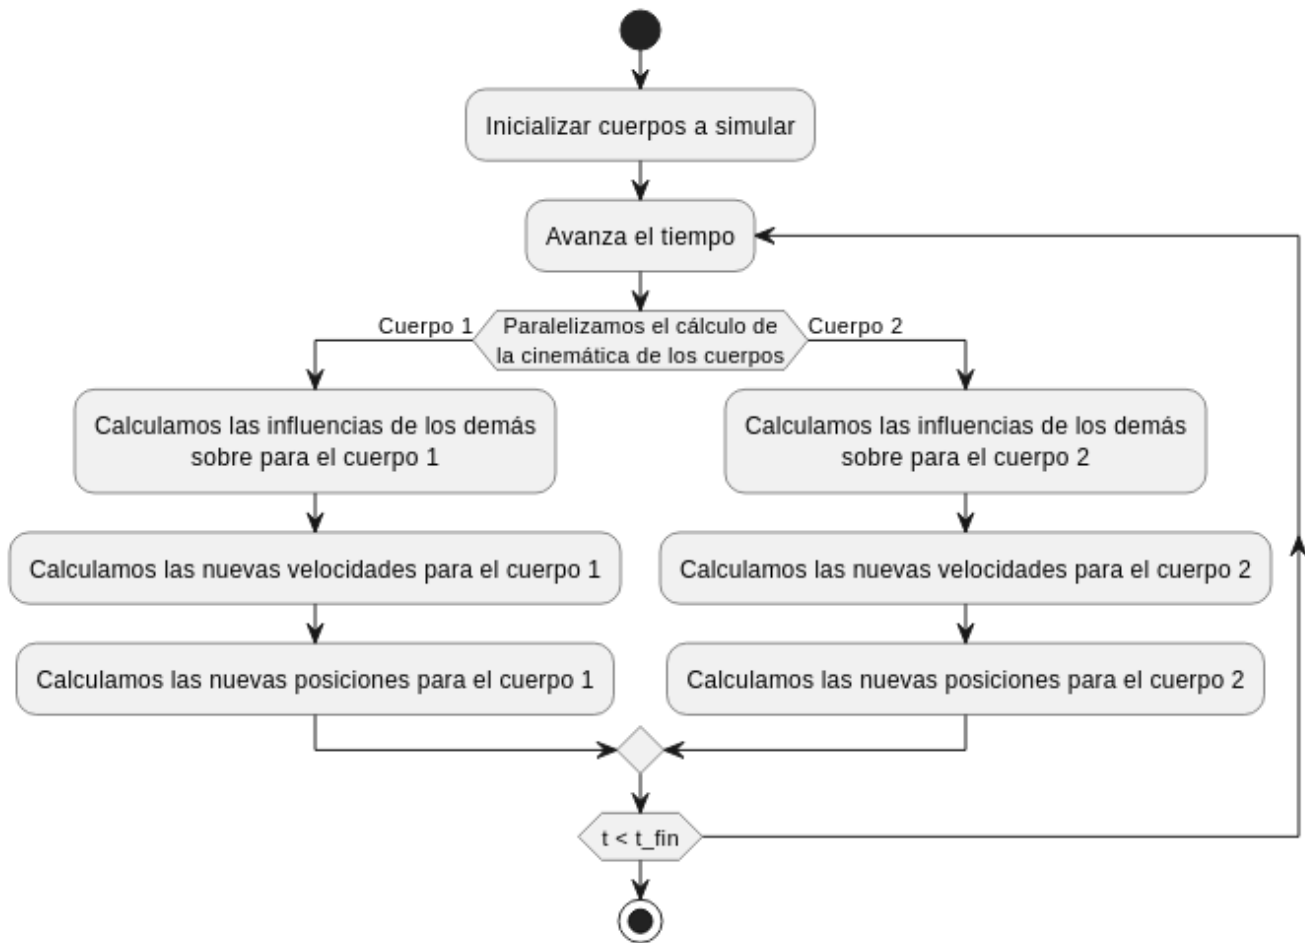 Inicializar cuerpos a simular
Avanza el tiempo
Cuerpo 1
Paralelizamos el cálculo de
la cinemática de los cuerpos
Cuerpo 2
Calculamos las influencias de los demás
sobre para el cuerpo 1
Calculamos las nuevas velocidades para el cuerpo 1
Calculamos las nuevas posiciones para el cuerpo 1
Calculamos las influencias de los demás
sobre para el cuerpo 2
Calculamos las nuevas velocidades para el cuerpo 2
Calculamos las nuevas posiciones para el cuerpo 2
t < t_fin